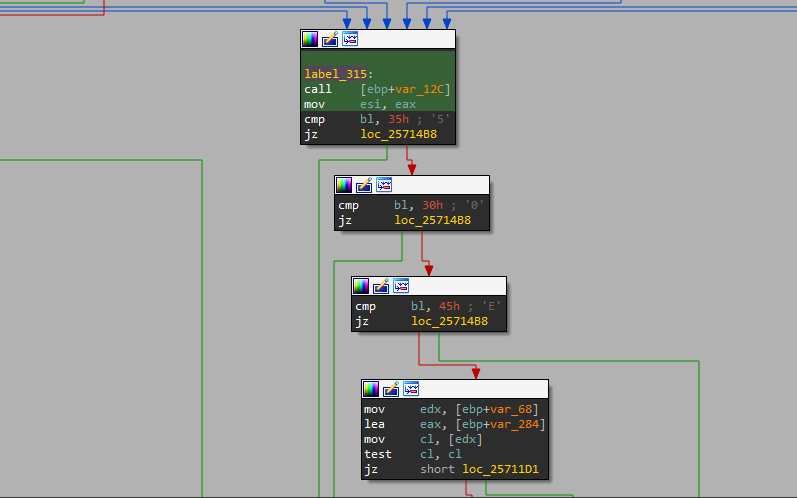 label_315:
call [ebp+var_12C]
mov esi, eax
cmp bl, 35h ; '5'
jz loc_25714B8
cmp bl, 30h ; '0'
jz loc_25714B8
cmp bl, 45h ; 'E'
jz loc_25714B8
mov edx, [ebp+var_68]
lea eax, [ebp+var_284]
mov cl, [edx]
test cl, cl
jz short loc_25711D1